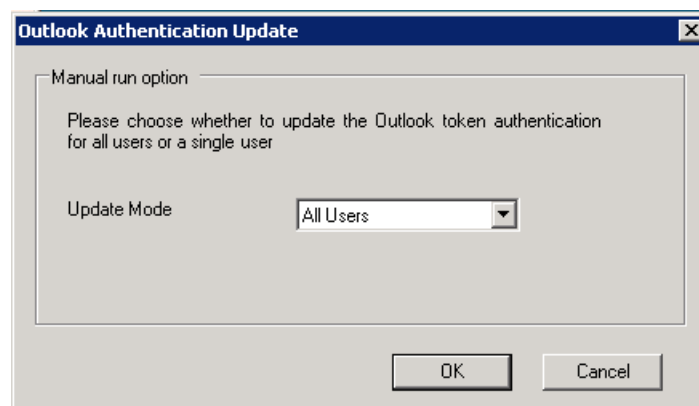 Outlook Authentication Update
Manual run option
Please choose whether to update the Outlook token authentication
for all users or a single user
Update Mode
All Users
OK
Cancel